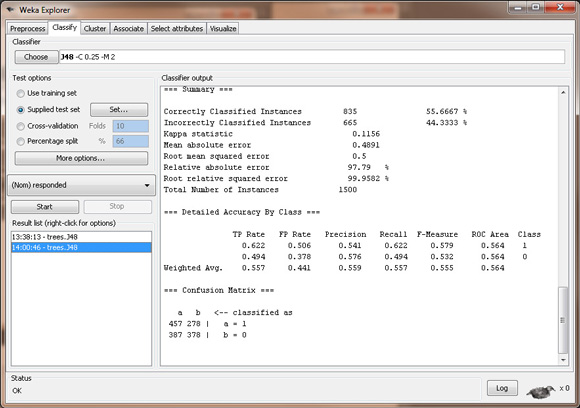 Weka Explorer
Preprocess Classify Cluster Associate Select attributes Visualize
Classifier
Choose J48 -C 0.25 -M 2
Test options
Use training set
Supplied test set Set...
Cross-validation Folds 10
Percentage split % 66
More options...
(Nom) responded
Start Stop
Result list (right-click for options)
13:38:13 - trees.J48
14:00:46 - trees.J48
Classifier output
=== Summary ===
Correctly Classified Instances 835 55.6667 %
Incorrectly Classified Instances 665 44.3333 %
Kappa statistic 0.1156
Mean absolute error 0.4891
Root mean squared error 0.5
Relative absolute error 97.79 %
Root relative squared error 99.9582 %
Total Number of Instances 1500
=== Detailed Accuracy By Class ===
TP Rate FP Rate Precision Recall F-Measure ROC Area Class
0.622 0.506 0.541 0.622 0.579 0.564 1
0.494 0.378 0.576 0.494 0.532 0.564 0
Weighted Avg. 0.557 0.441 0.559 0.557 0.555 0.564
=== Confusion Matrix ===
a b <-- classified as
457 278 | a = 1
387 378 | b = 0
Status
OK
Log
x 0